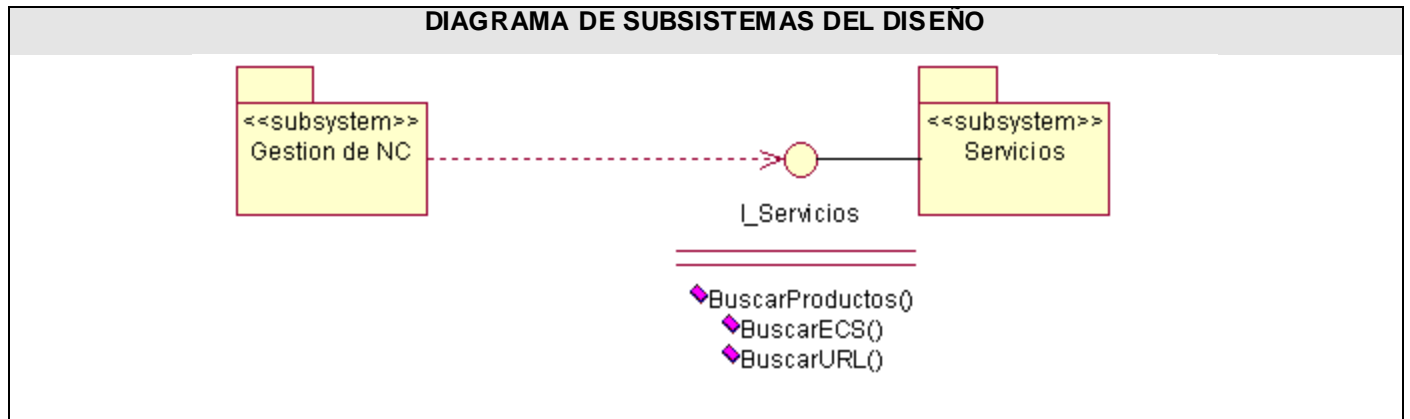 DIAGRAMA DE SUBSISTEMAS DEL DISEÑO
<<subsystem>>
Gestion de NC
<<subsystem>>
Servicios
I_Servicios
BuscarProductos()
BuscarECS()
BuscarURL()